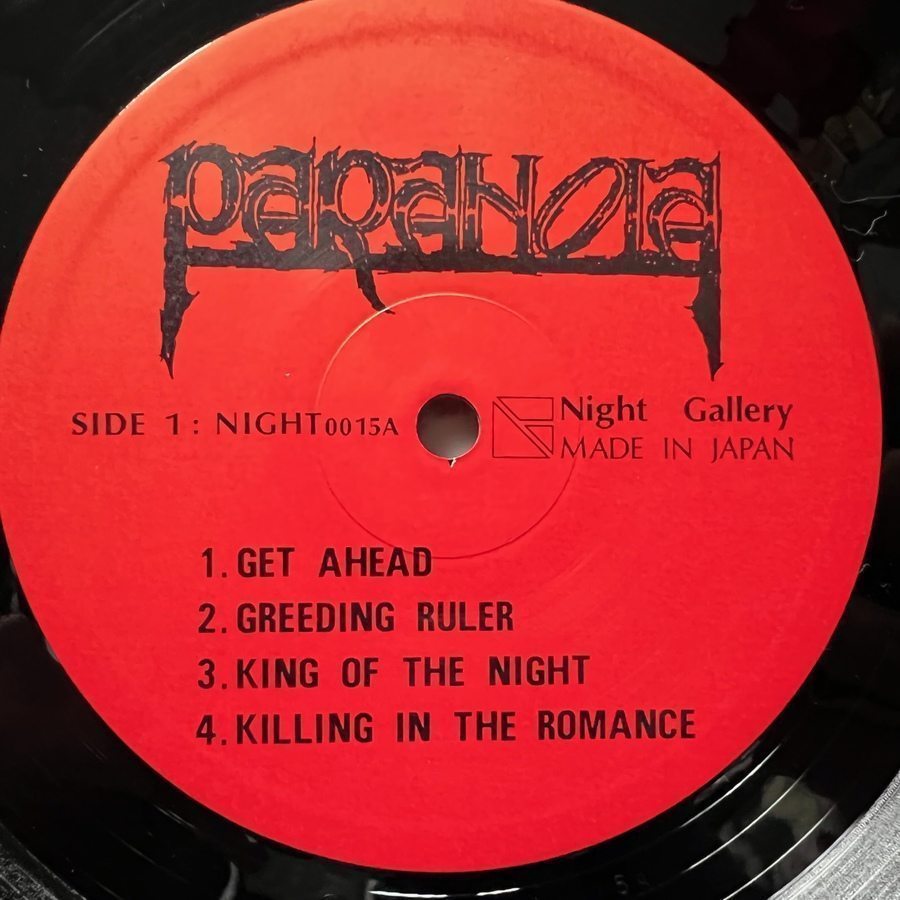 PARANOIA
SIDE 1: NIGHT0015A
Night Gallery
MADE IN JAPAN
1. GET AHEAD
2. GREEDING RULER
3. KING OF THE NIGHT
4. KILLING IN THE ROMANCE